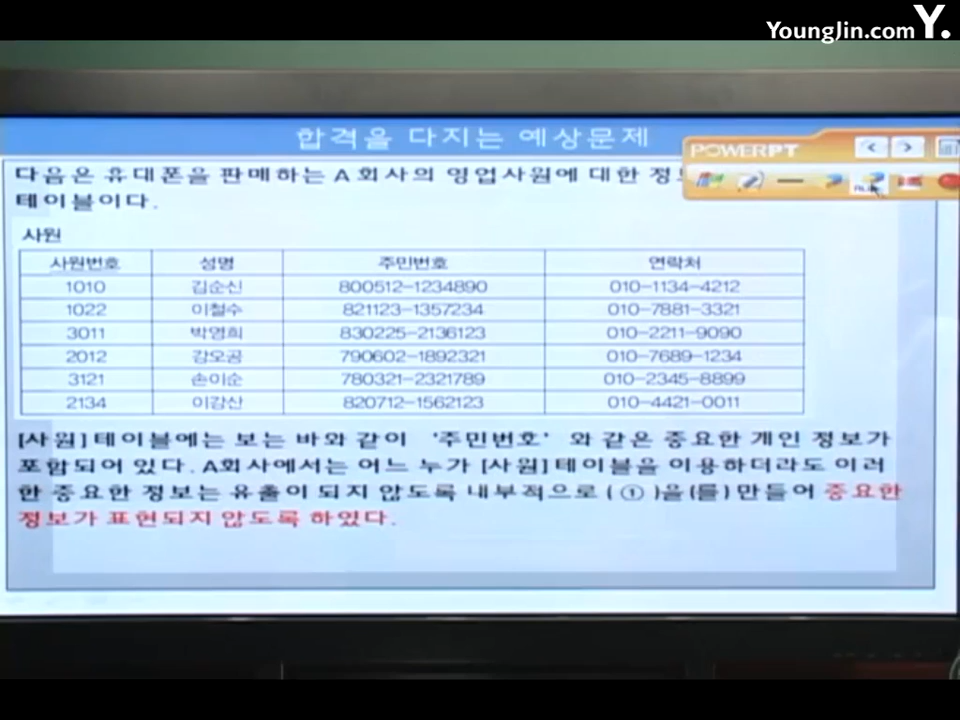 YoungJin.com Y.
합격을 다지는 예상문제
POWERPT
다음은 휴대폰을 판매하는 A회사의 영업사원에 대한
테이블이다.
사원
사원번호 성명 주민번호 연락처
1010 김순신 800512-1234890 010-1134-4212
1022 이철수 821123-1357234 010-7881-3321
3011 박영희 830225-2136123 010-2211-9090
2012 강오공 790602-1892321 010-7689-1234
3121 손이순 780321-2321789 010-2345-8899
2134 이강산 820712-1562123 010-4421-0011
[사원]테이블에는 보는 바와 같이 '주민번호'와 같은 중요한 개인 정보가
포함되어 있다. A회사에서는 어느 누가 [사원]테이블을 이용하더라도 이러
한 중요한 정보는 유출이 되지 않도록 내부적으로 ( ① )을(를) 만들어 중요한
정보가 표현되지 않도록 하였다.